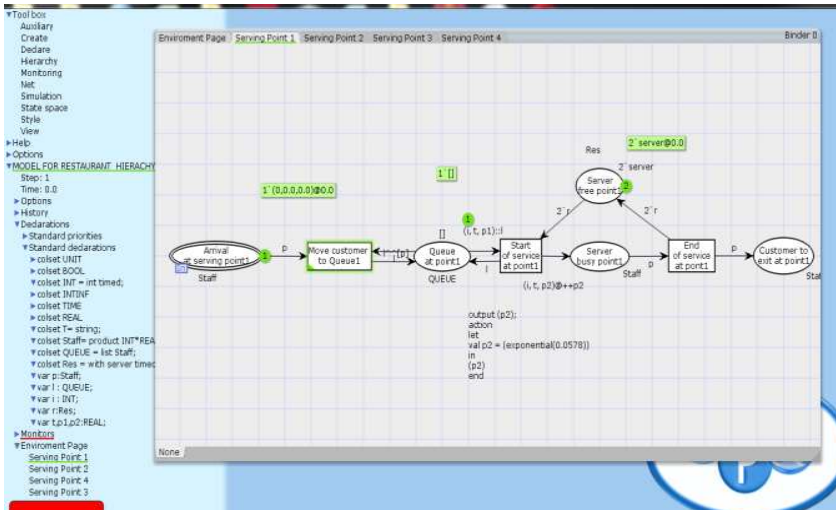 Tool box
Auxiliary
Create
Declare
Hierarchy
Monitoring
Net
Simulation
State space
Style
View
Help
Options
MODEL FOR RESTAURANT HIERACHY
Step: 1
Time: 0.0
Options
History
Declarations
Standard priorities
Standard declarations
colset UNIT
colset BOOL
colset INT = int timed;
colset INTINF
colset TIME
colset REAL
colset T= string;
colset Staff= product INT*REA
colset QUEUE = list Staff;
colset Res = with server timed
var p:Staff;
var l : QUEUE;
var i : INT;
var r:Res;
var t,p1,p2:REAL;
Monitors
Enviroment Page
Serving Point 1
Serving Point 2
Serving Point 4
Serving Point 3
Enviroment Page Serving Point 1 Serving Point 2 Serving Point 3 Serving Point 4
Binder 0
Res
2`server@0.0
2`server
Server
free point1
2
1`[]
1`(0,0.0,0.0)@0.0
2`r
2`r
1
[]
(i, t, p1)::l
Arrival
at serving point1
1
Staff
p
Move customer
to Queue1
Queue
at point1
QUEUE
l
Start
of service
at point1
(i, t, p2)@++p2
Server
busy point1
Staff
p
End
of service
at point1
p
Customer to
exit at point1
Staf
output (p2);
action
let
val p2 = (exponential(0.0578))
in
(p2)
end
None